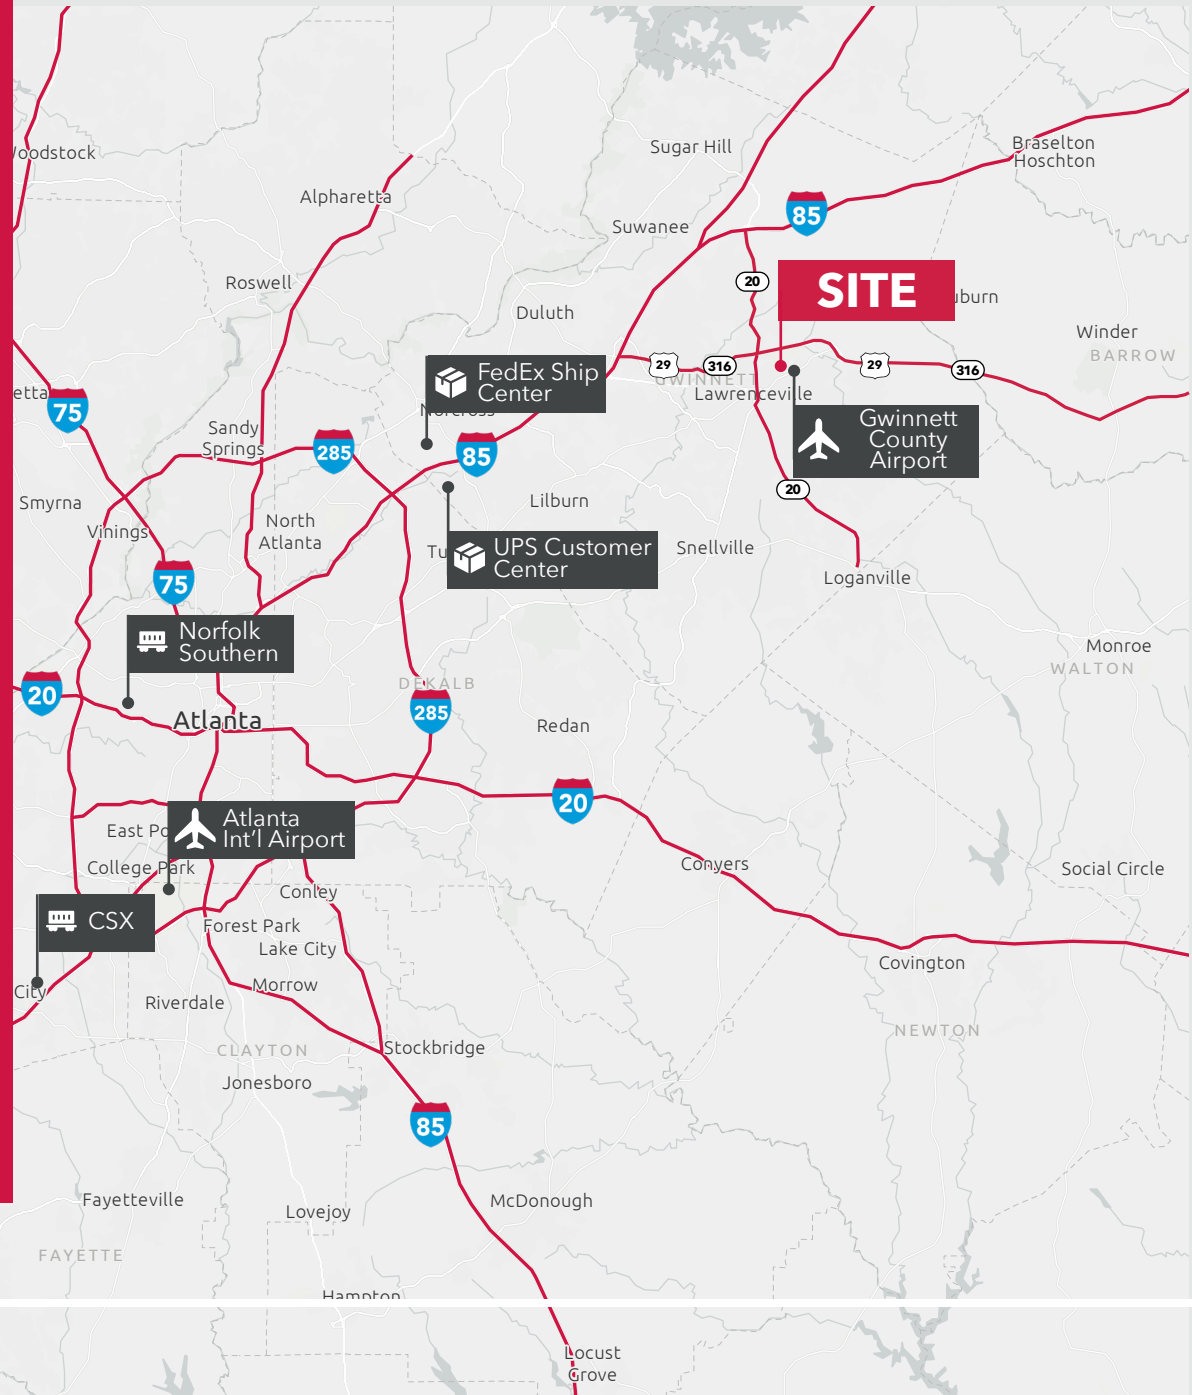 Sugar Hill
Braselton
Hoschton
oodstock
Alpharetta
85
Suwanee
20
SITE
uburn
Roswell
Duluth
Winder
BARROW
29
316
29
316
FedEx Ship
Center
GWINNETT
Lawrenceville
Norcross
etta
75
Gwinnett
County
Airport
Sandy
Springs
285
85
20
Smyrna
Lilburn
North
Atlanta
Vinings
Tu
UPS Customer
Center
Snellville
Loganville
75
Norfolk
Southern
Monroe
WALTON
20
DEKALB
285
Atlanta
Redan
20
Atlanta
Int'l Airport
East Po
College Park
Conyers
Social Circle
Conley
CSX
Forest Park
Lake City
Covington
City
Morrow
Riverdale
NEWTON
CLAYTON
Stockbridge
Jonesboro
85
Fayetteville
McDonough
Lovejoy
FAYETTE
Hampton
Locust
Grove